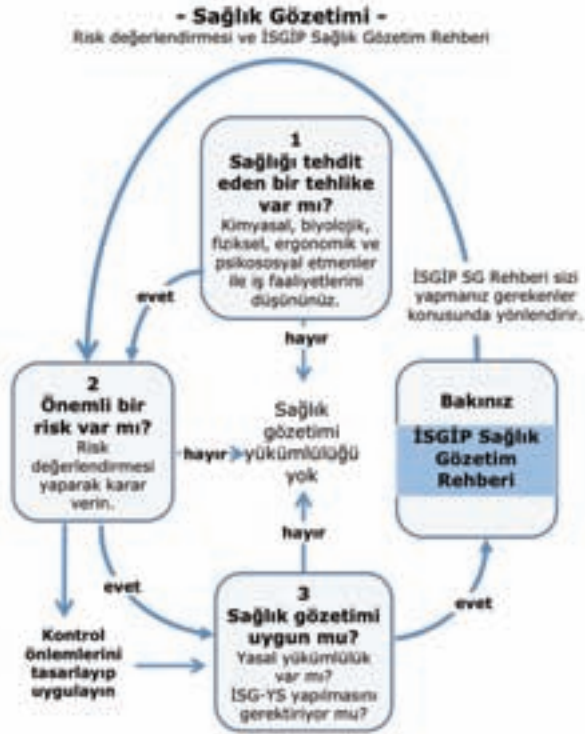 - Sağlık Gözetimi -
Risk değerlendirmesi ve İSGİP Sağlık Gözetim Rehberi
1
Sağlığı tehdit
eden bir tehlike
var mı?
Kimyasal, biyolojik,
fiziksel, ergonomik ve
psikososyal etmenler
ile iş faaliyetlerini
düşününüz.
evet
hayır
İSGİP SG Rehberi sizi
yapmanız gerekenler
konusunda yönlendirir.
2
Önemli bir
risk var mı?
Risk
değerlendirmesi
yaparak karar
verin.
hayır
Sağlık
gözetimi
yükümlülüğü
yok
Bakınız
İSGİP Sağlık
Gözetim
Rehberi
hayır
evet
3
Sağlık gözetimi
uygun mu?
Yasal yükümlülük
var mı?
İSG-YS yapılmasını
gerektiriyor mu?
evet
Kontrol
önlemlerini
tasarlayıp
uygulayın